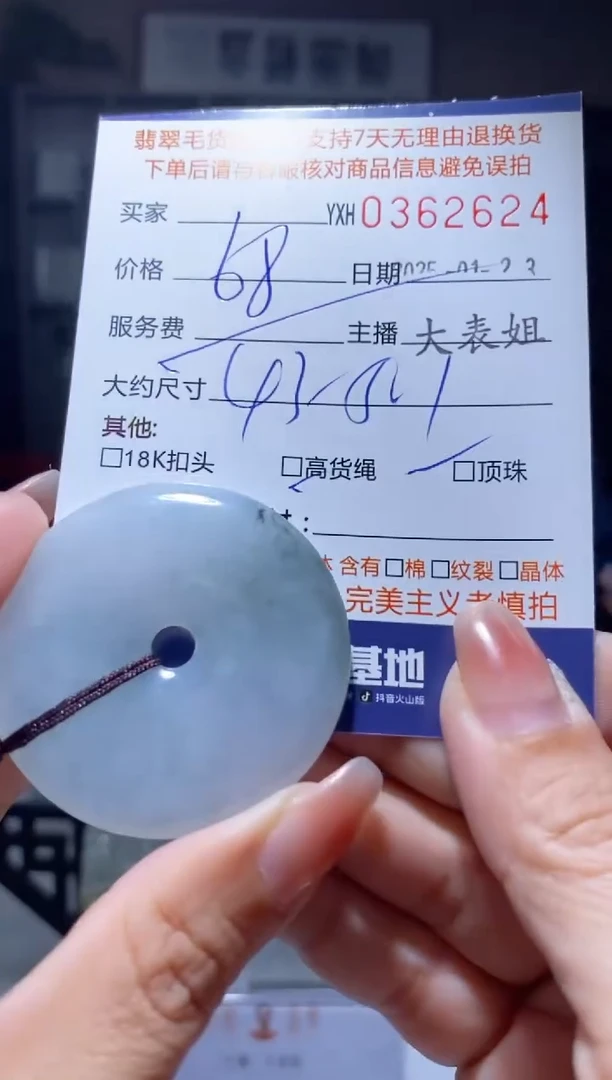 翡翠毛货 支持7天无理由退换货
下单后请与 核对商品信息避免误拍
买家 YXH0362624
价格 68 日期
服务费 主播 大表姐
大约尺寸
其他:
□18K扣头 □高货绳 □顶珠
:
含有□棉□纹裂□晶体
完美主义者慎拍
基地
抖音火山版